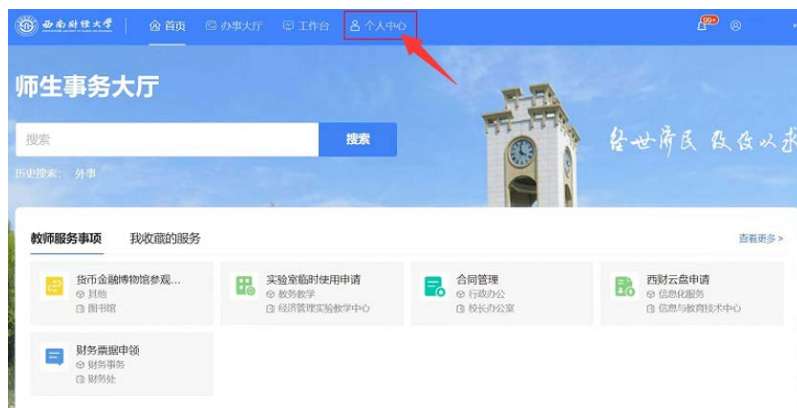 西南财经大学 首页 办事大厅 工作台 个人中心 99+
师生事务大厅
搜索 搜索
经世济民 孜孜以求
历史搜索： 外事
教师服务事项 我收藏的服务 查看更多 >
货币金融博物馆参观... 实验室临时使用申请 合同管理 西财云盘申请
其他 教务教学 行政办公 信息化服务
图书馆 经济管理实验教学中心 校长办公室 信息与教育技术中心
财务票据申领
财务事务
财务处